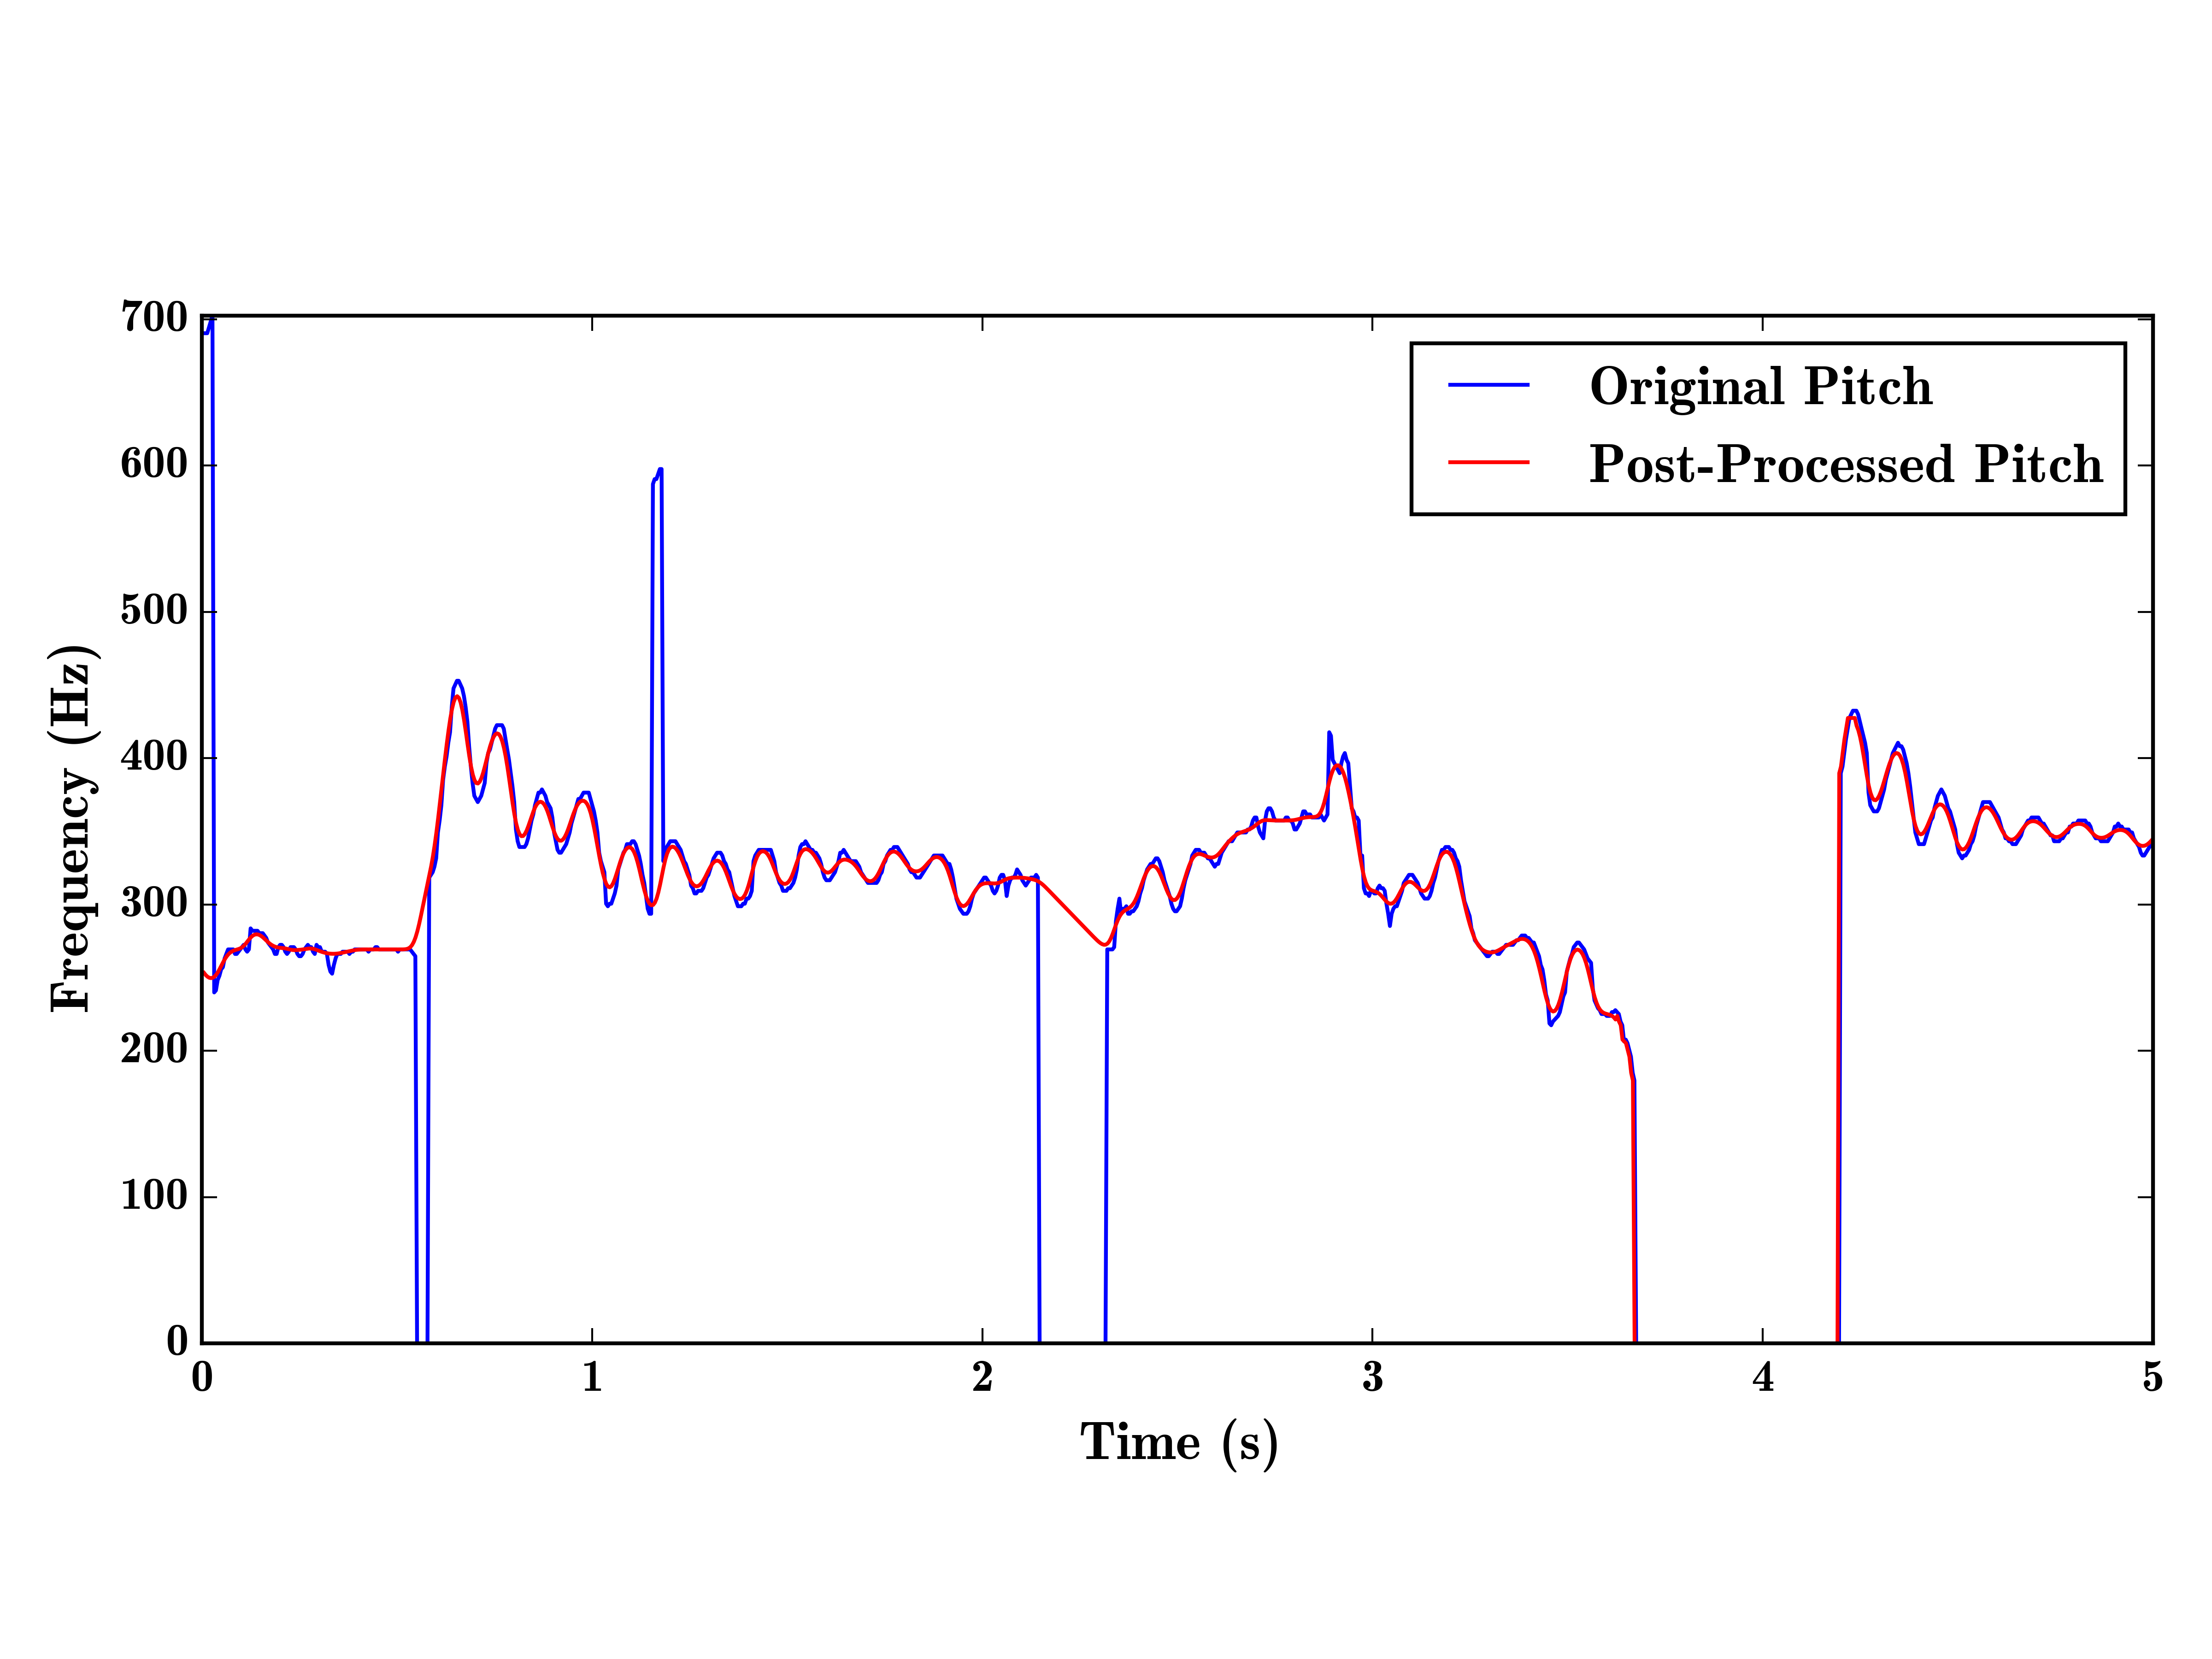 700
600
500
400
300
200
100
0
Frequency (Hz)
Original Pitch
Post-Processed Pitch
0 1 2 3 4 5
Time (s)